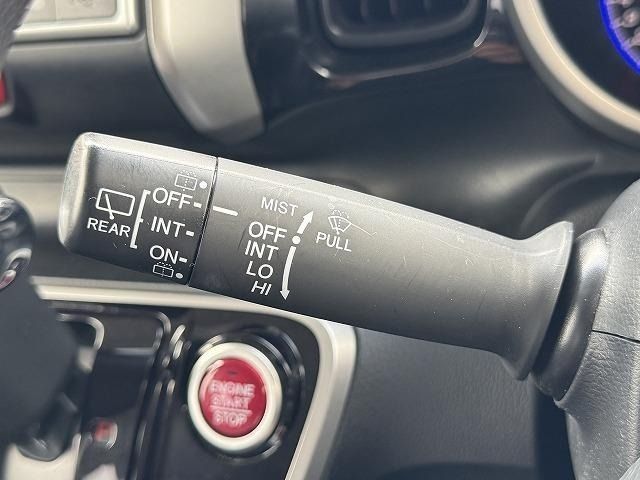 REAR
OFF
INT
ON
MIST
OFF
INT
LO
HI
PULL
ENGINE
START
STOP